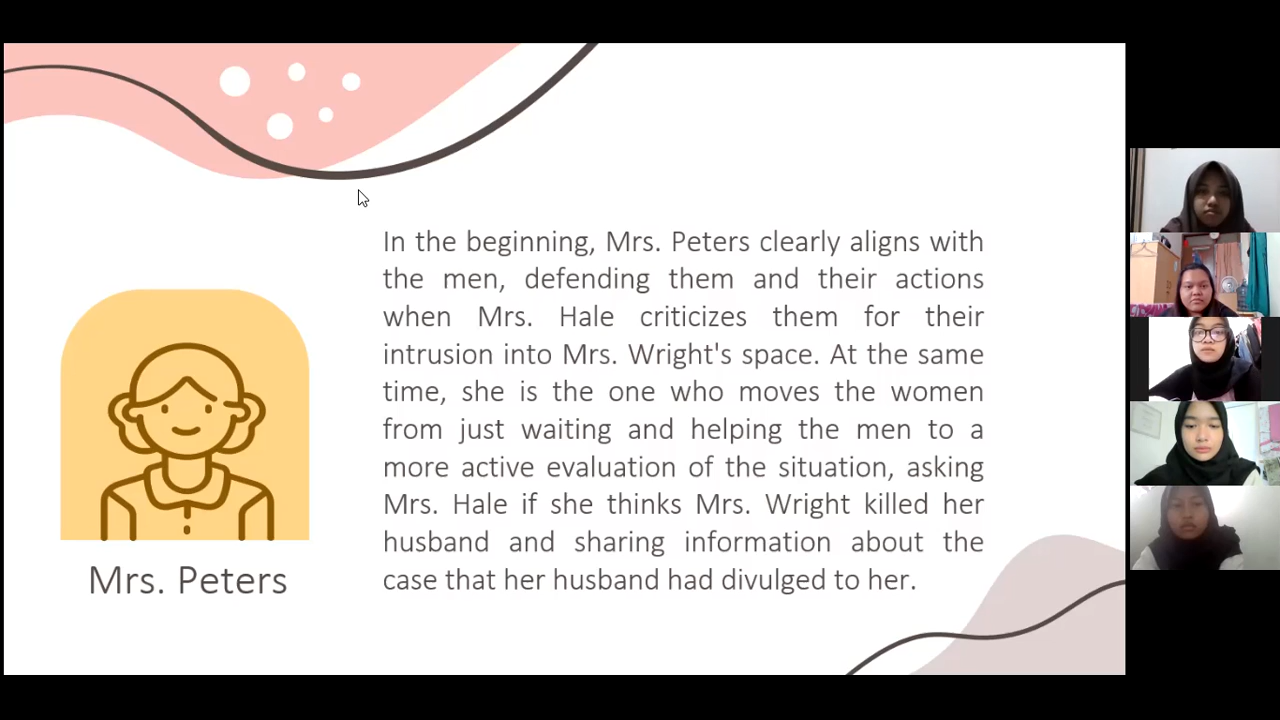 In the beginning, Mrs. Peters clearly aligns with
the men, defending them and their actions
when Mrs. Hale criticizes them for their
intrusion into Mrs. Wright's space. At the same
time, she is the one who moves the women
from just waiting and helping the men to a
more active evaluation of the situation, asking
Mrs. Hale if she thinks Mrs. Wright killed her
husband and sharing information about the
case that her husband had divulged to her.
Mrs. Peters